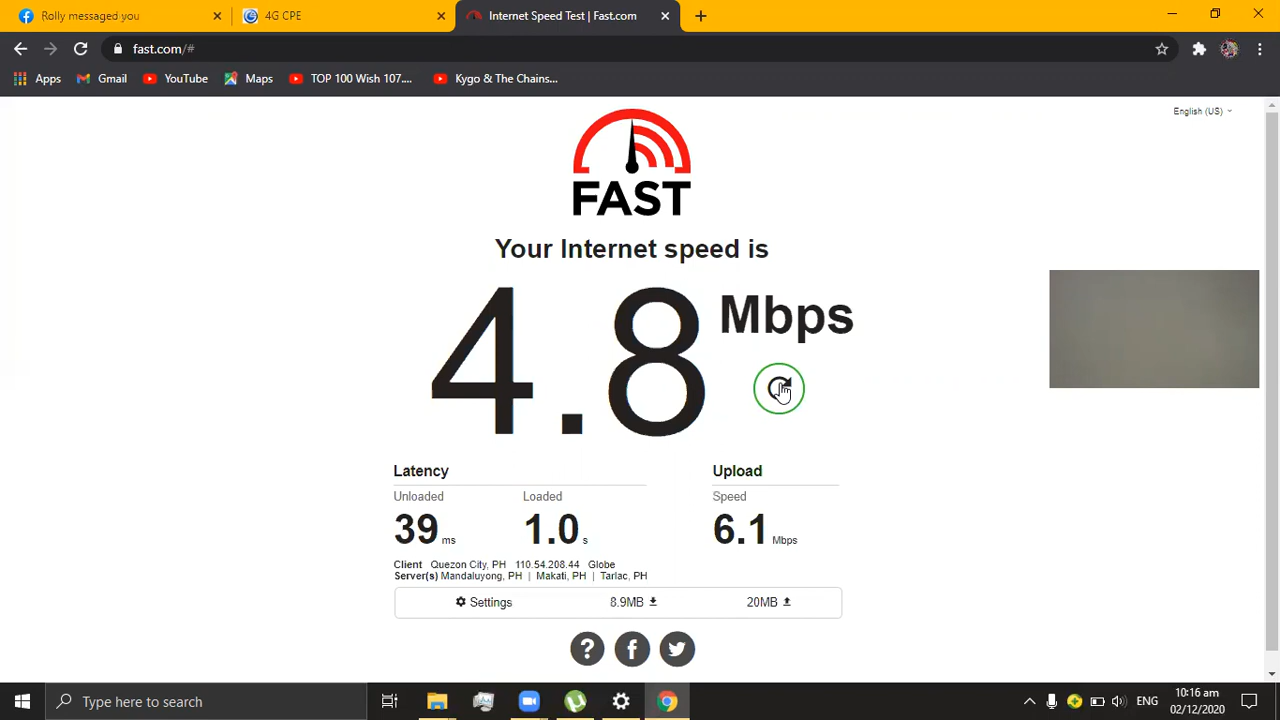 Rolly messaged you
4G CPE
Internet Speed Test | Fast.com
fast.com/#
Apps
Gmail
YouTube
Maps
TOP 100 Wish 107....
Kygo & The Chains...
English (US)
FAST
Your Internet speed is
4.8 Mbps
Latency
Upload
Unloaded
Loaded
Speed
39 ms
1.0 s
6.1 Mbps
Client Quezon City, PH 110.54.208.44 Globe
Server(s) Mandaluyong, PH | Makati, PH | Tarlac, PH
Settings
8.9MB
20MB
?
Type here to search
ENG
10:16 am
02/12/2020